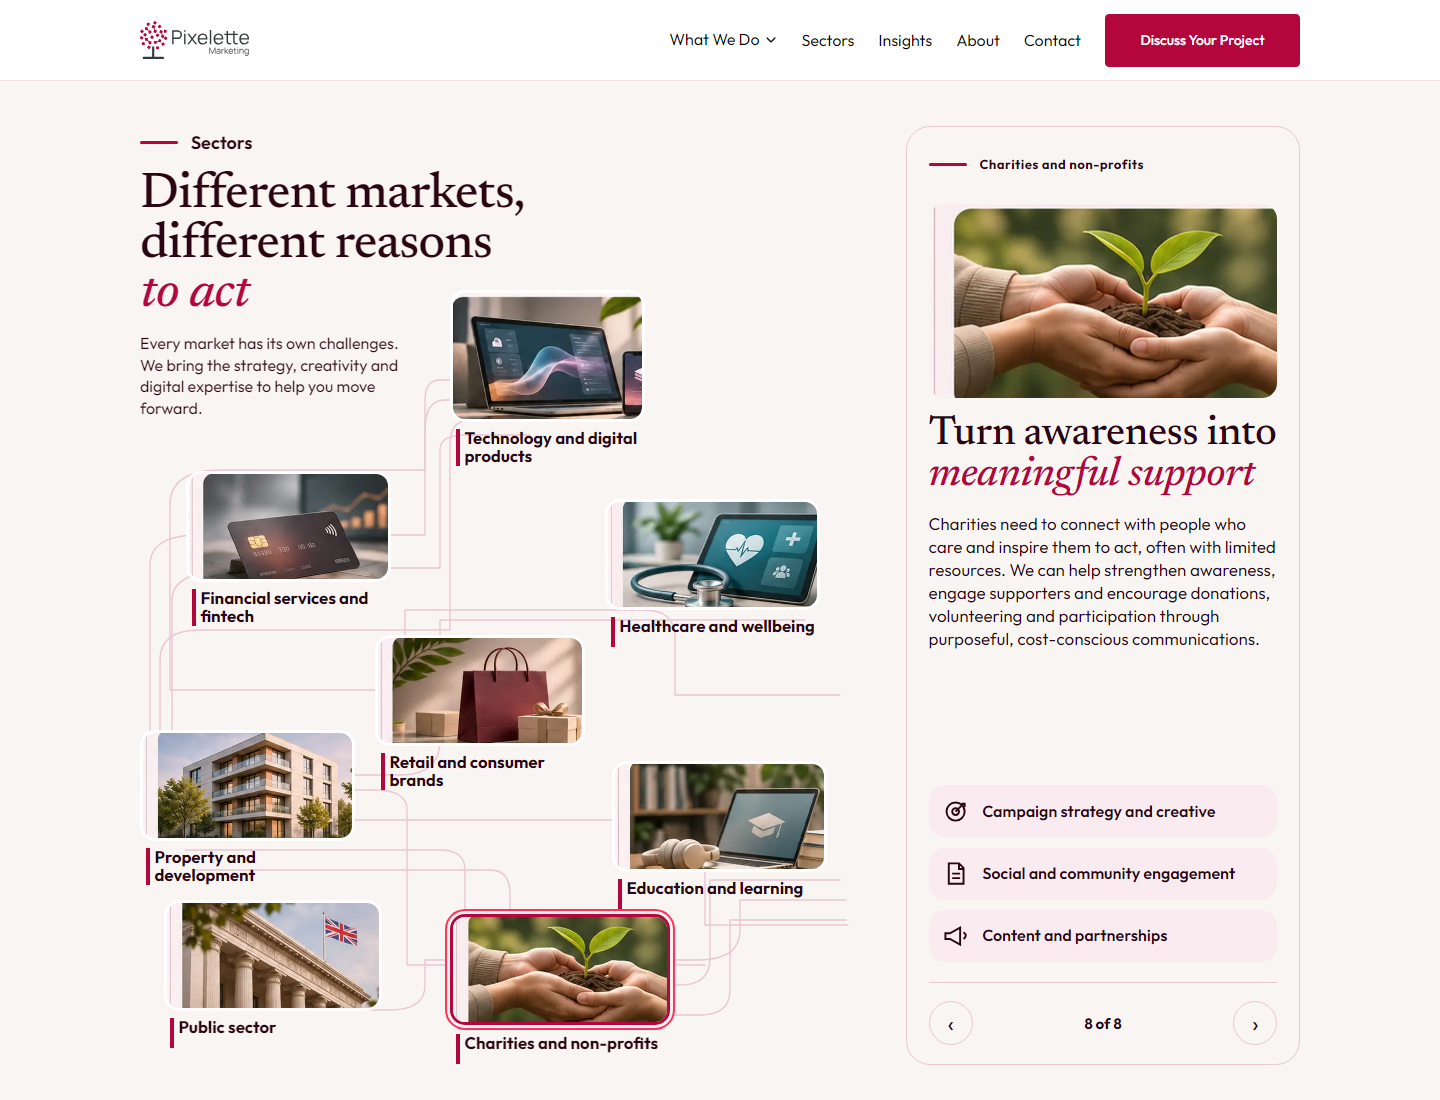 Pixelette
Marketing
What We Do
Sectors
Insights
About
Contact
Discuss Your Project
Sectors
Different markets,
different reasons
to act
Every market has its own challenges.
We bring the strategy, creativity and
digital expertise to help you move
forward.
Technology and digital
products
Financial services and
fintech
Healthcare and wellbeing
Retail and consumer
brands
Property and
development
Education and learning
Public sector
Charities and non-profits
Charities and non-profits
Turn awareness into
meaningful support
Charities need to connect with people who
care and inspire them to act, often with limited
resources. We can help strengthen awareness,
engage supporters and encourage donations,
volunteering and participation through
purposeful, cost-conscious communications.
Campaign strategy and creative
Social and community engagement
Content and partnerships
‹
8 of 8
›